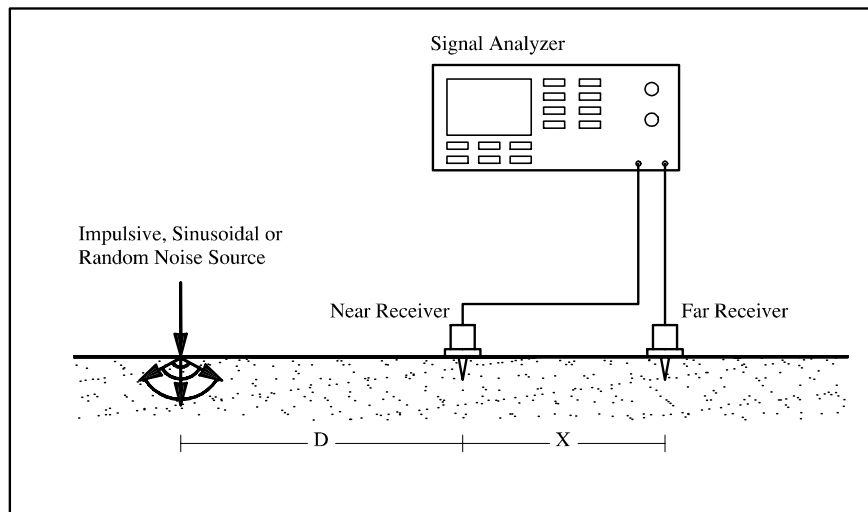 Signal Analyzer
Impulsive, Sinusoidal or
Random Noise Source
Near Receiver
Far Receiver
D
X